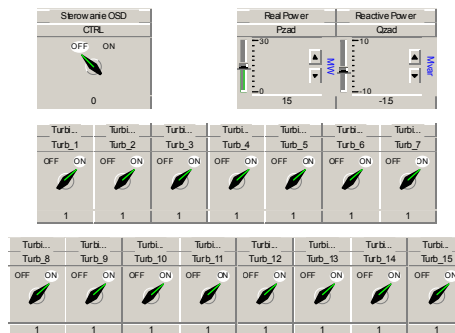 Sterowanie OSD
CTRL
OFF ON
0
Real Power Reactive Power
Pzad Qzad
30 10
MW Mvar
0 -10
15 -1.5
Turbi... Turbi... Turbi... Turbi... Turbi... Turbi... Turbi...
Turb_1 Turb_2 Turb_3 Turb_4 Turb_5 Turb_6 Turb_7
OFF ON OFF ON OFF ON OFF ON OFF ON OFF ON OFF ON
1 1 1 1 1 1 1
Turbi... Turbi... Turbi... Turbi... Turbi... Turbi... Turbi... Turbi...
Turb_8 Turb_9 Turb_10 Turb_11 Turb_12 Turb_13 Turb_14 Turb_15
OFF ON OFF ON OFF ON OFF ON OFF ON OFF ON OFF ON OFF ON
1 1 1 1 1 1 1 1